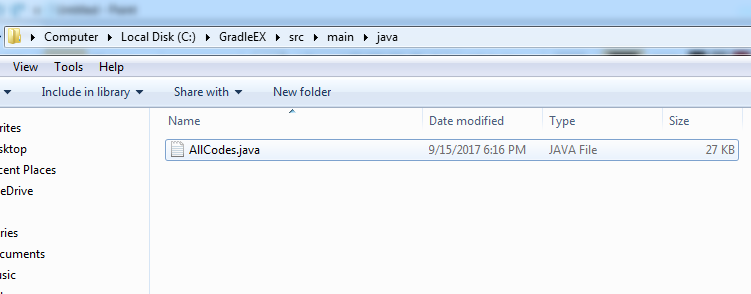 Untitled - Paint
Computer Local Disk (C:) GradleEX src main java
View Tools Help
Include in library Share with New folder
Name Date modified Type Size
AllCodes.java 9/15/2017 6:16 PM JAVA File 27 KB
rites
sktop
cent Places
eDrive
ries
cuments
usic